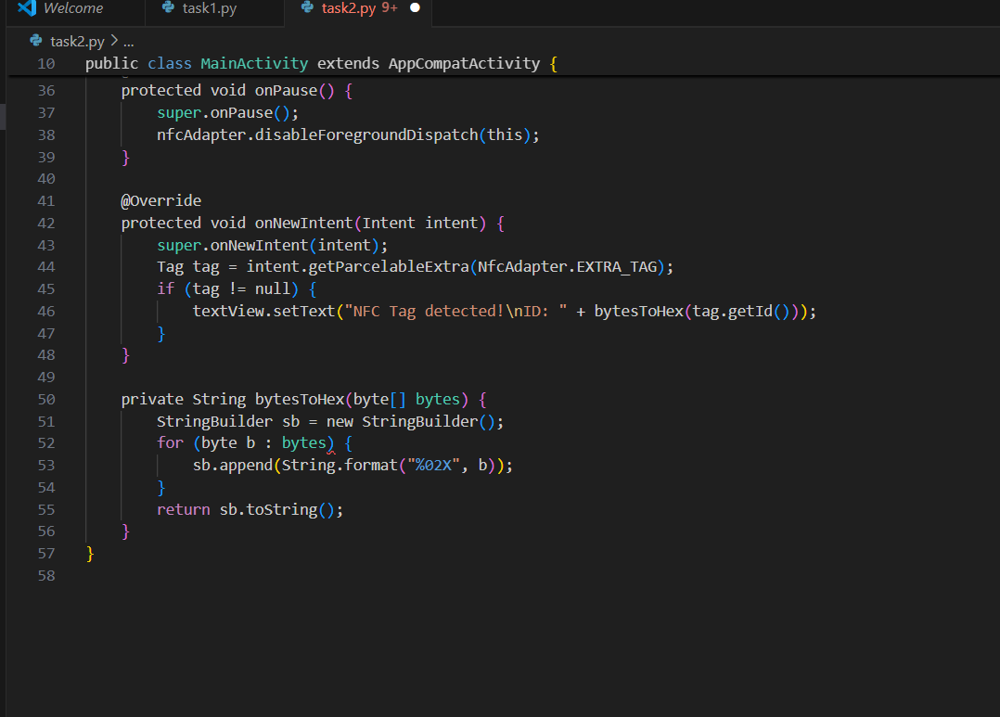 Welcome
task1.py
task2.py 9+
task2.py > ...
10 public class MainActivity extends AppCompatActivity {
36 protected void onPause() {
37 super.onPause();
38 nfcAdapter.disableForegroundDispatch(this);
39 }
40
41 @Override
42 protected void onNewIntent(Intent intent) {
43 super.onNewIntent(intent);
44 Tag tag = intent.getParcelableExtra(NfcAdapter.EXTRA_TAG);
45 if (tag != null) {
46 textView.setText("NFC Tag detected!\nID: " + bytesToHex(tag.getId()));
47 }
48 }
49
50 private String bytesToHex(byte[] bytes) {
51 StringBuilder sb = new StringBuilder();
52 for (byte b : bytes) {
53 sb.append(String.format("%02X", b));
54 }
55 return sb.toString();
56 }
57 }
58